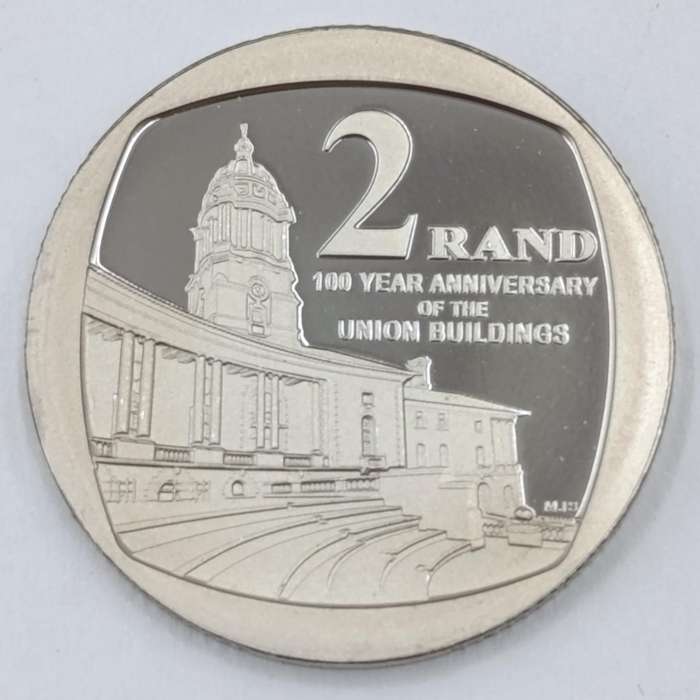 2 RAND
100 YEAR ANNIVERSARY
OF THE
UNION BUILDINGS